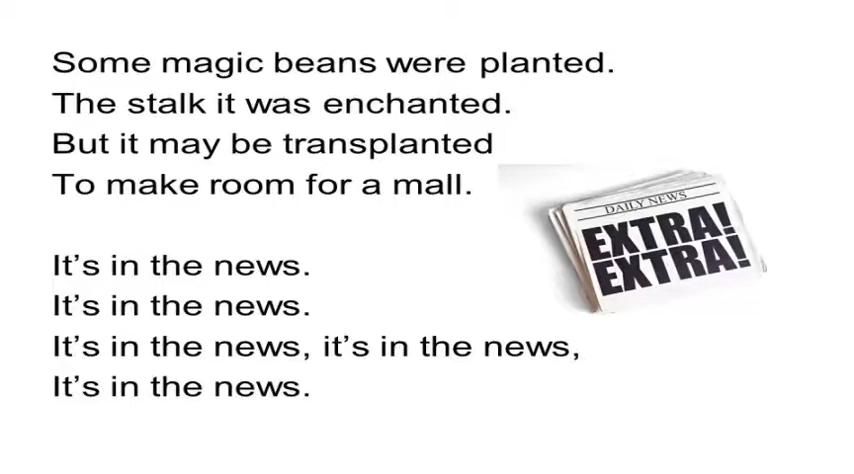 Some magic beans were planted.
The stalk it was enchanted.
But it may be transplanted
To make room for a mall.
DAILY NEWS
EXTRA!
EXTRA!
It’s in the news.
It’s in the news.
It’s in the news, it’s in the news,
It’s in the news.